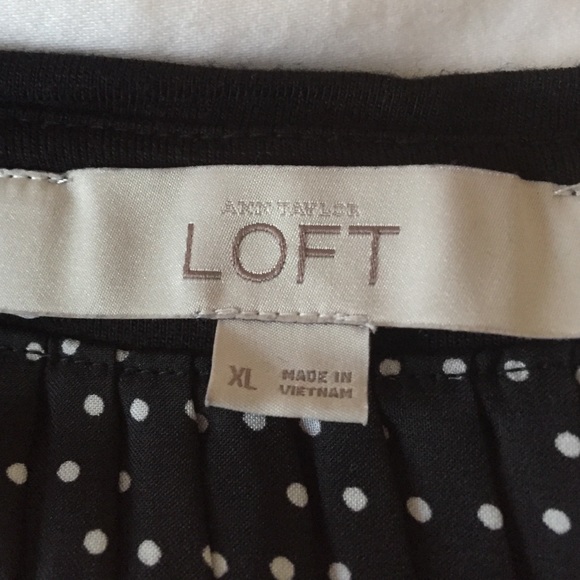 ANN TAYLOR
LOFT
XL
MADE IN
VIETNAM